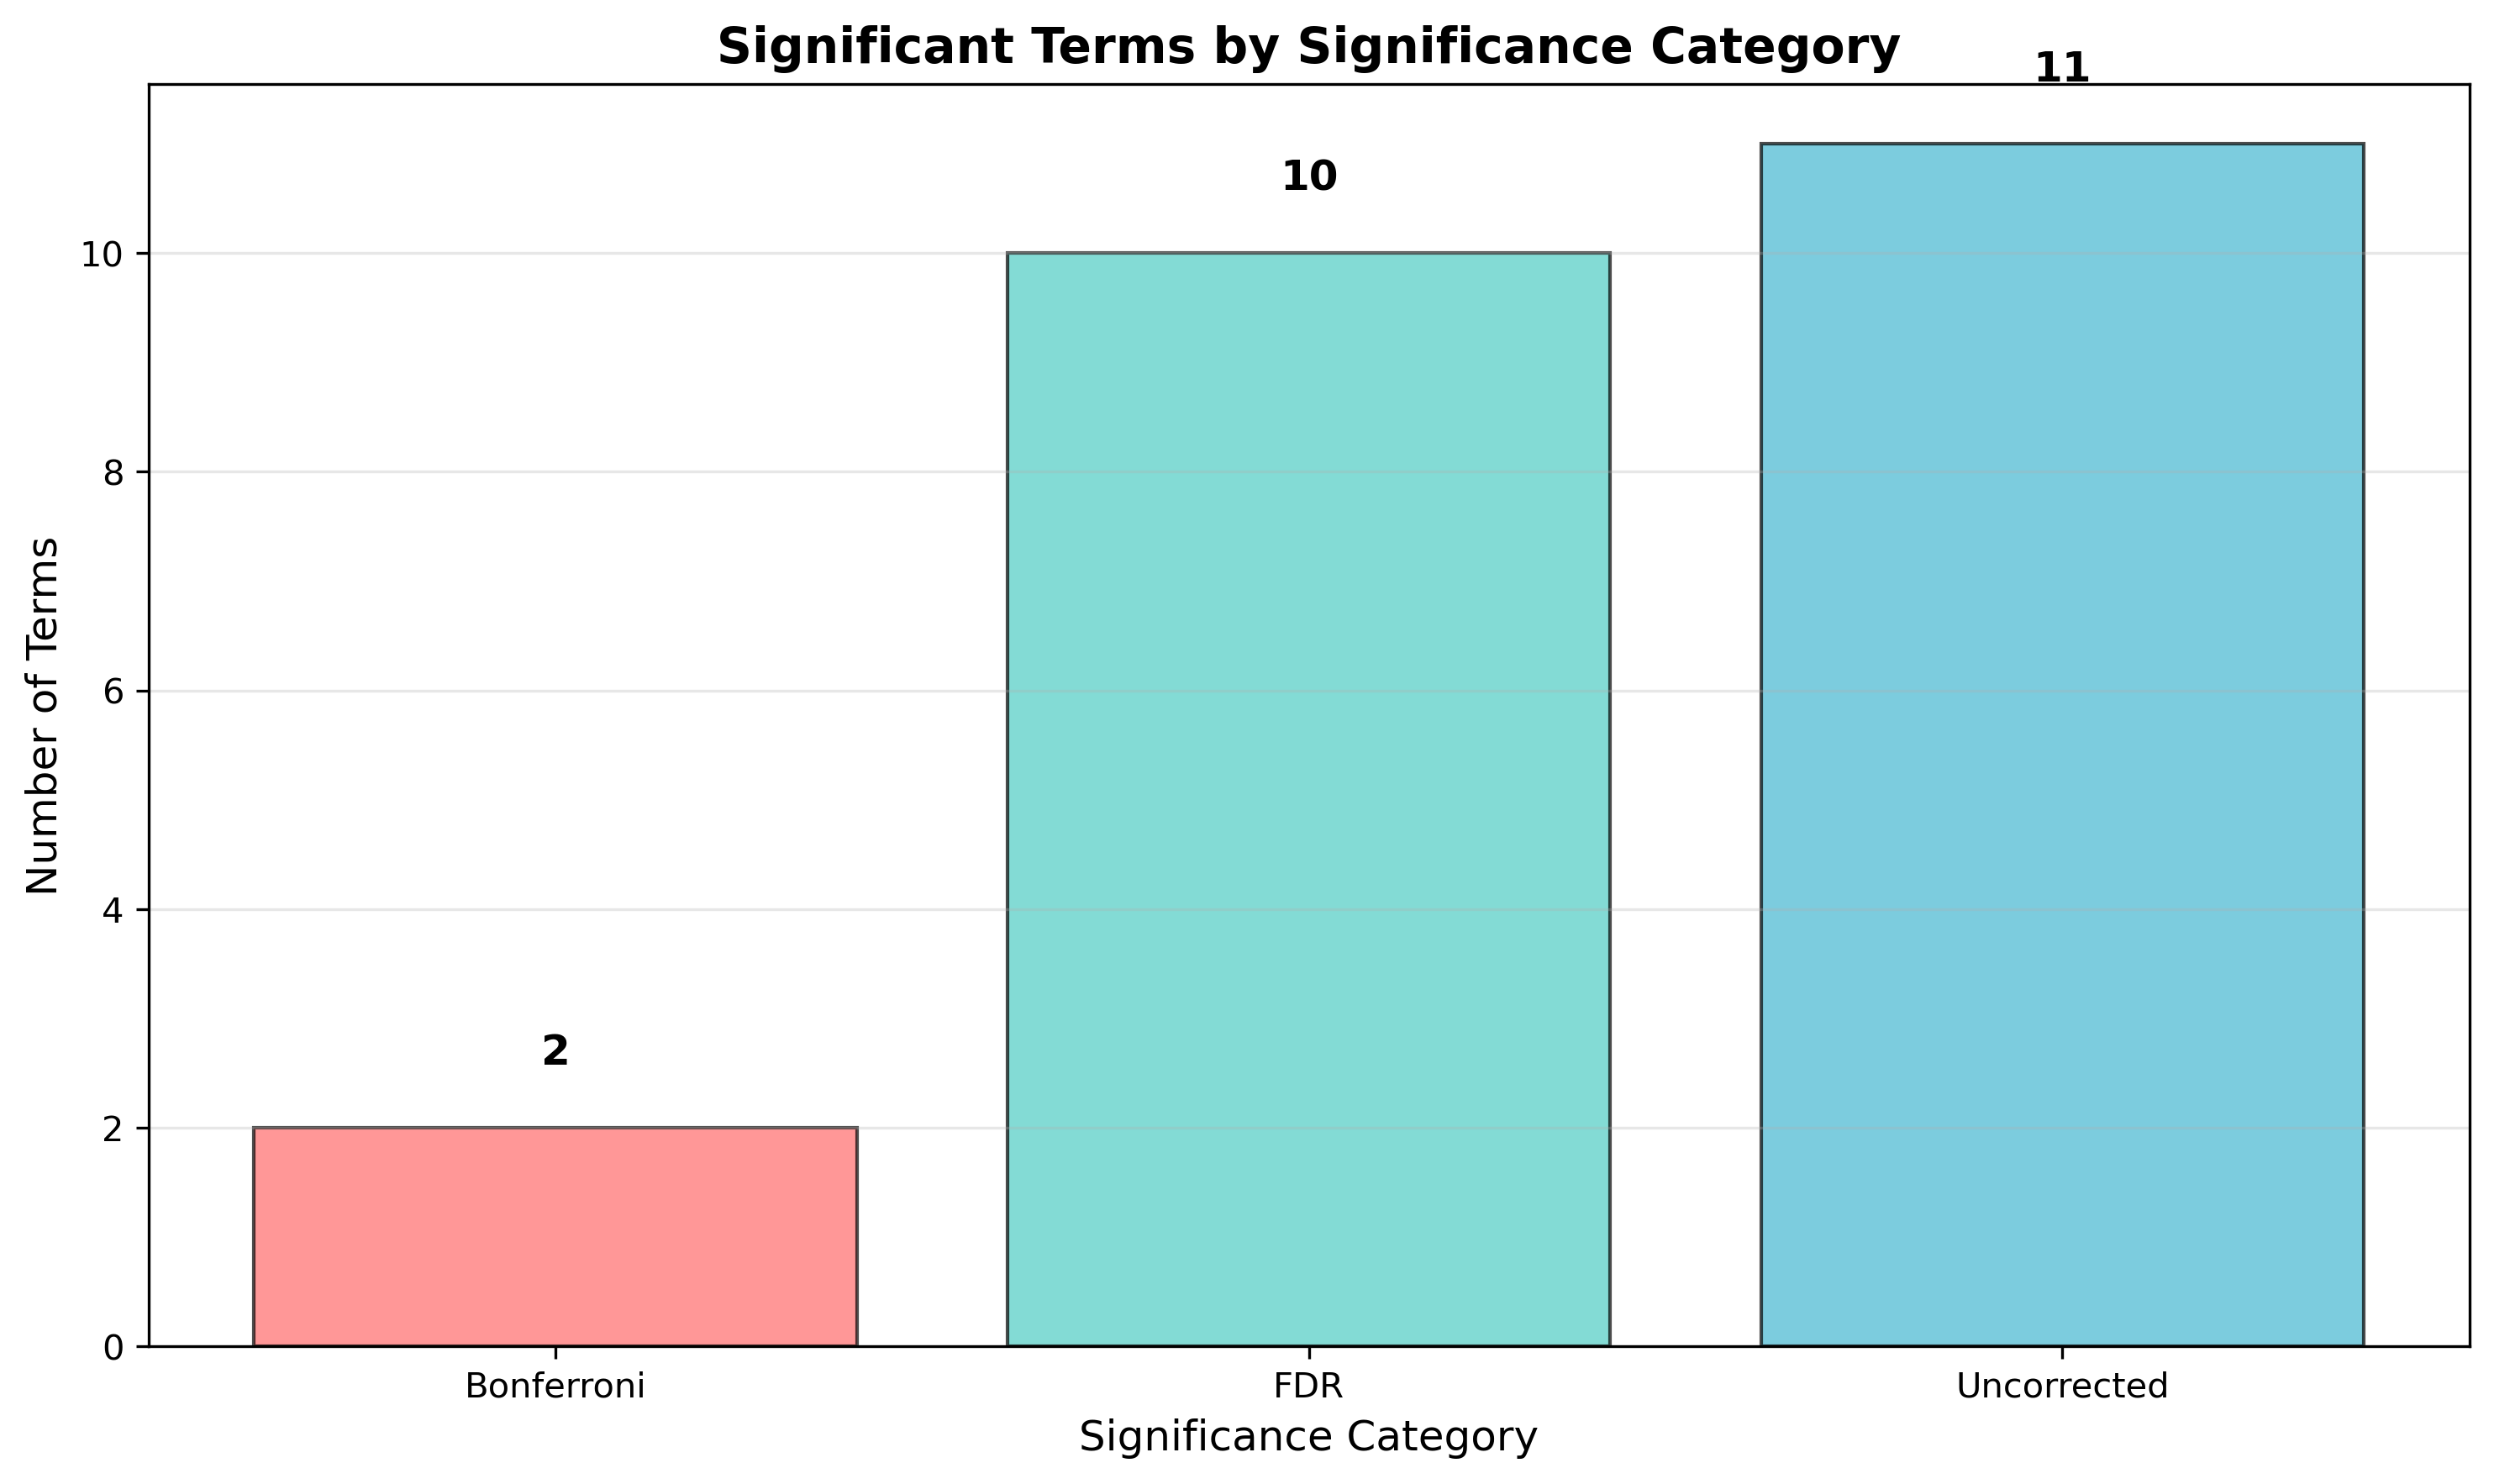 Significant Terms by Significance Category
11
10
2
10
8
6
4
2
0
Number of Terms
Bonferroni
FDR
Uncorrected
Significance Category